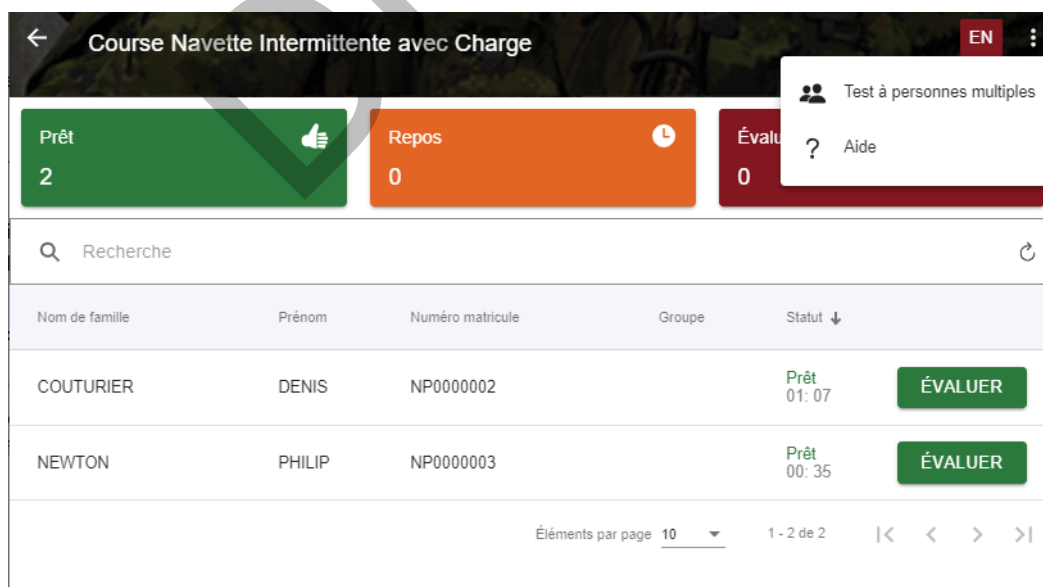 Course Navette Intermittente avec Charge
EN
Test à personnes multiples
? Aide
Prêt
2
Repos
0
Évalu
0
Recherche
Nom de famille Prénom Numéro matricule Groupe Statut
COUTURIER DENIS NP0000002 Prêt 01: 07 ÉVALUER
NEWTON PHILIP NP0000003 Prêt 00: 35 ÉVALUER
Éléments par page 10 1 - 2 de 2